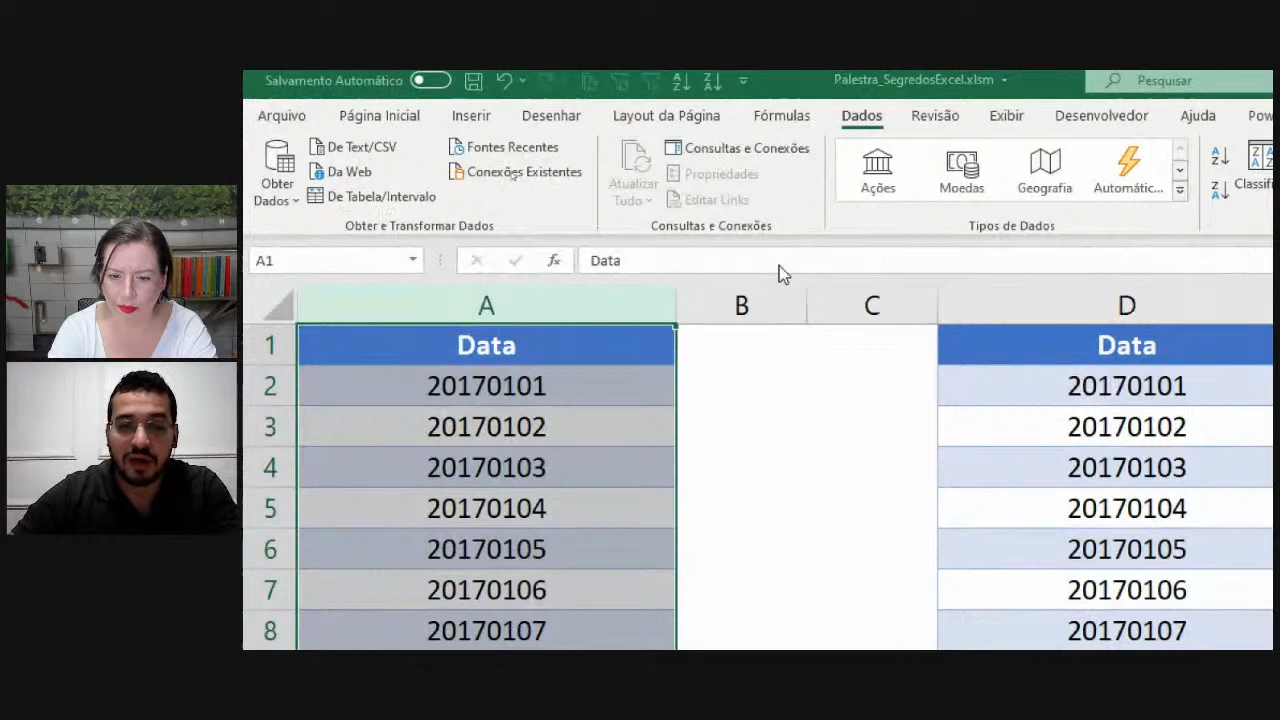 Salvamento Automático
Palestra_SegredosExcel.xlsm
Pesquisar
Arquivo Página Inicial Inserir Desenhar Layout da Página Fórmulas Dados Revisão Exibir Desenvolvedor Ajuda Pow
Obter Dados
De Text/CSV
Da Web
De Tabela/Intervalo
Fontes Recentes
Conexões Existentes
Obter e Transformar Dados
Atualizar Tudo
Consultas e Conexões
Propriedades
Editar Links
Consultas e Conexões
Ações
Moedas
Geografia
Automátic...
Tipos de Dados
Classifi
A1
fx
Data
A B C D
1 Data Data
2 20170101 20170101
3 20170102 20170102
4 20170103 20170103
5 20170104 20170104
6 20170105 20170105
7 20170106 20170106
8 20170107 20170107